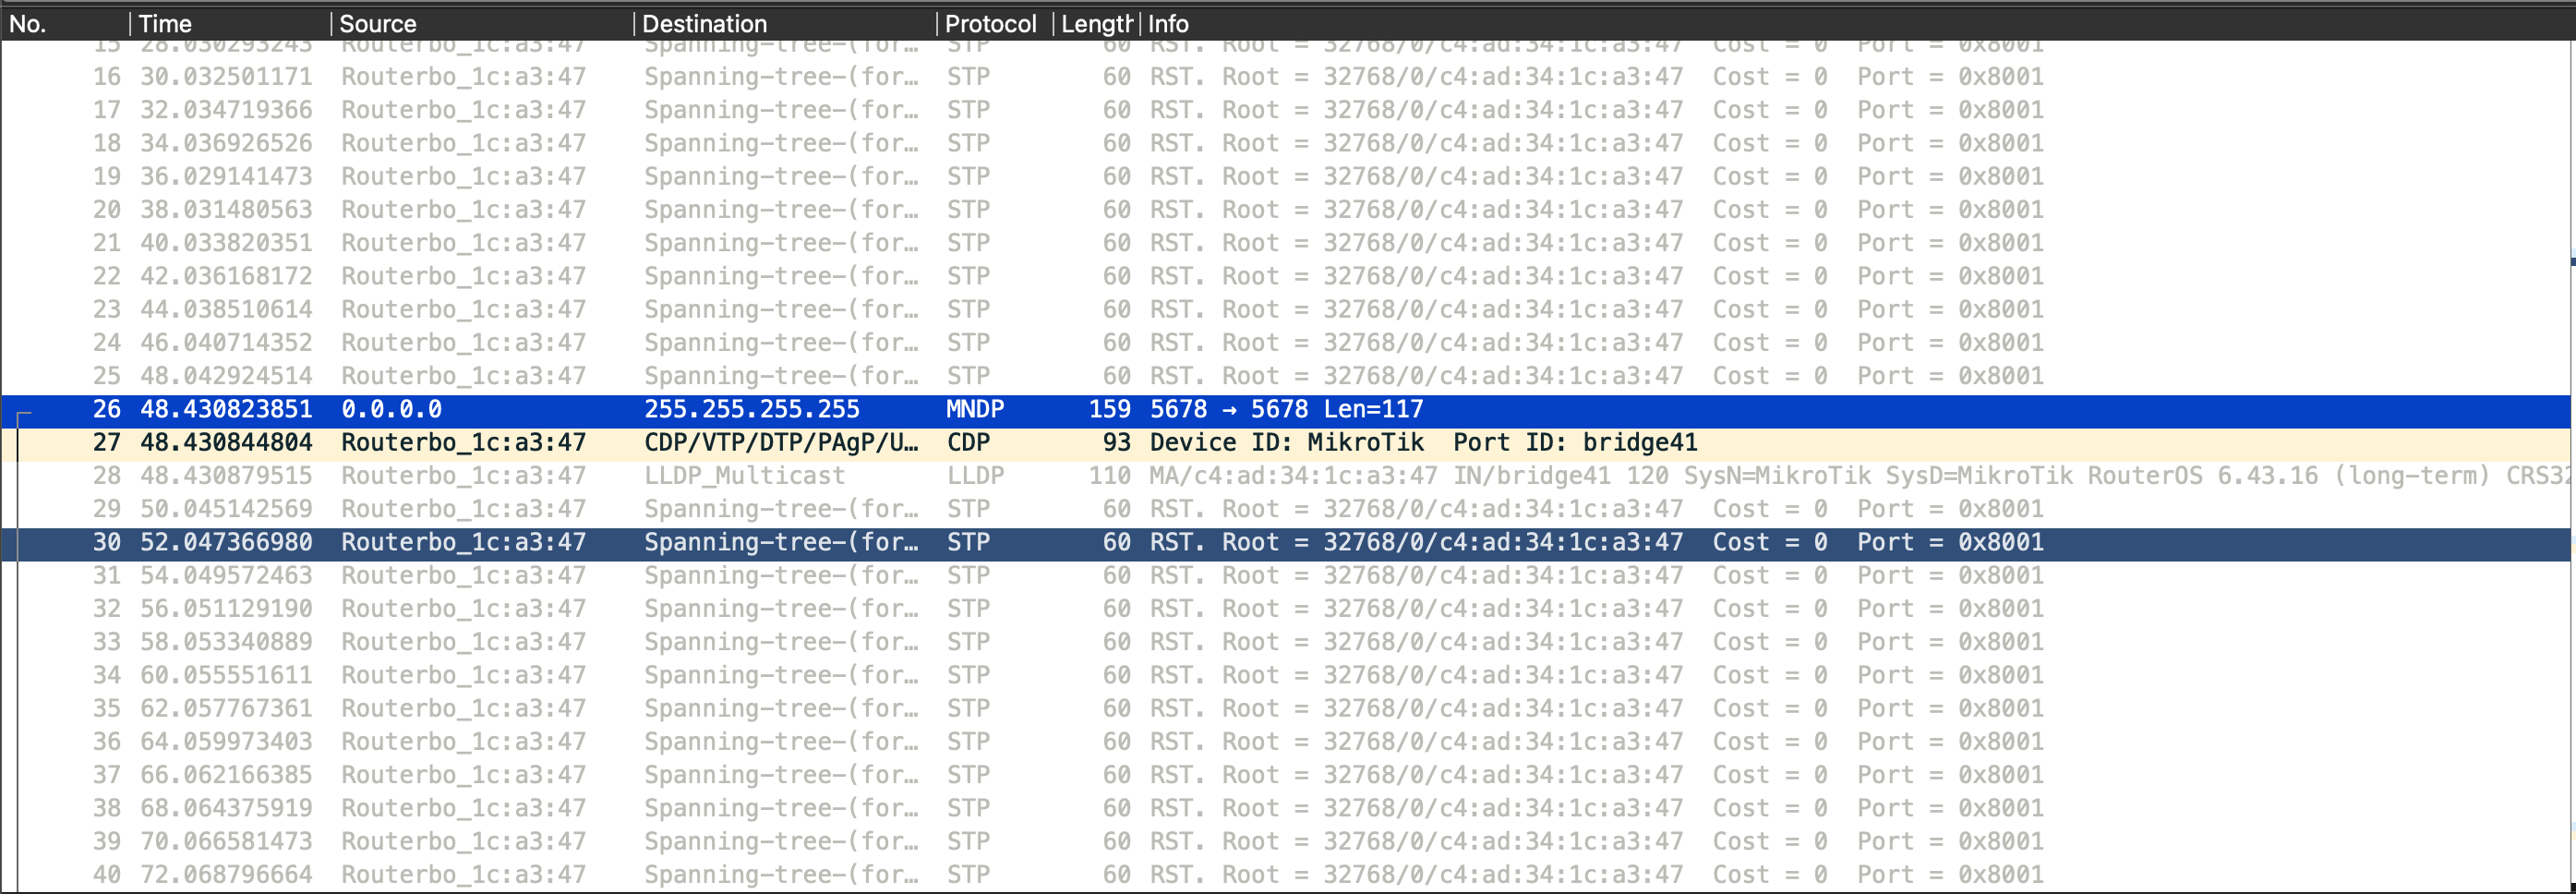 No. Time Source Destination Protocol Length Info
15 28.030293243 Routerbo_1c:a3:47 Spanning-tree-(for… STP 60 RST. Root = 32768/0/c4:ad:34:1c:a3:47 Cost = 0 Port = 0x8001
16 30.032501171 Routerbo_1c:a3:47 Spanning-tree-(for… STP 60 RST. Root = 32768/0/c4:ad:34:1c:a3:47 Cost = 0 Port = 0x8001
17 32.034719366 Routerbo_1c:a3:47 Spanning-tree-(for… STP 60 RST. Root = 32768/0/c4:ad:34:1c:a3:47 Cost = 0 Port = 0x8001
18 34.036926526 Routerbo_1c:a3:47 Spanning-tree-(for… STP 60 RST. Root = 32768/0/c4:ad:34:1c:a3:47 Cost = 0 Port = 0x8001
19 36.029141473 Routerbo_1c:a3:47 Spanning-tree-(for… STP 60 RST. Root = 32768/0/c4:ad:34:1c:a3:47 Cost = 0 Port = 0x8001
20 38.031480563 Routerbo_1c:a3:47 Spanning-tree-(for… STP 60 RST. Root = 32768/0/c4:ad:34:1c:a3:47 Cost = 0 Port = 0x8001
21 40.033820351 Routerbo_1c:a3:47 Spanning-tree-(for… STP 60 RST. Root = 32768/0/c4:ad:34:1c:a3:47 Cost = 0 Port = 0x8001
22 42.036168172 Routerbo_1c:a3:47 Spanning-tree-(for… STP 60 RST. Root = 32768/0/c4:ad:34:1c:a3:47 Cost = 0 Port = 0x8001
23 44.038510614 Routerbo_1c:a3:47 Spanning-tree-(for… STP 60 RST. Root = 32768/0/c4:ad:34:1c:a3:47 Cost = 0 Port = 0x8001
24 46.040714352 Routerbo_1c:a3:47 Spanning-tree-(for… STP 60 RST. Root = 32768/0/c4:ad:34:1c:a3:47 Cost = 0 Port = 0x8001
25 48.042924514 Routerbo_1c:a3:47 Spanning-tree-(for… STP 60 RST. Root = 32768/0/c4:ad:34:1c:a3:47 Cost = 0 Port = 0x8001
26 48.430823851 0.0.0.0 255.255.255.255 MNDP 159 5678 → 5678 Len=117
27 48.430844804 Routerbo_1c:a3:47 CDP/VTP/DTP/PAgP/U… CDP 93 Device ID: MikroTik Port ID: bridge41
28 48.430879515 Routerbo_1c:a3:47 LLDP_Multicast LLDP 110 MA/c4:ad:34:1c:a3:47 IN/bridge41 120 SysN=MikroTik SysD=MikroTik RouterOS 6.43.16 (long-term) CRS32
29 50.045142569 Routerbo_1c:a3:47 Spanning-tree-(for… STP 60 RST. Root = 32768/0/c4:ad:34:1c:a3:47 Cost = 0 Port = 0x8001
30 52.047366980 Routerbo_1c:a3:47 Spanning-tree-(for… STP 60 RST. Root = 32768/0/c4:ad:34:1c:a3:47 Cost = 0 Port = 0x8001
31 54.049572463 Routerbo_1c:a3:47 Spanning-tree-(for… STP 60 RST. Root = 32768/0/c4:ad:34:1c:a3:47 Cost = 0 Port = 0x8001
32 56.051129190 Routerbo_1c:a3:47 Spanning-tree-(for… STP 60 RST. Root = 32768/0/c4:ad:34:1c:a3:47 Cost = 0 Port = 0x8001
33 58.053340889 Routerbo_1c:a3:47 Spanning-tree-(for… STP 60 RST. Root = 32768/0/c4:ad:34:1c:a3:47 Cost = 0 Port = 0x8001
34 60.055551611 Routerbo_1c:a3:47 Spanning-tree-(for… STP 60 RST. Root = 32768/0/c4:ad:34:1c:a3:47 Cost = 0 Port = 0x8001
35 62.057767361 Routerbo_1c:a3:47 Spanning-tree-(for… STP 60 RST. Root = 32768/0/c4:ad:34:1c:a3:47 Cost = 0 Port = 0x8001
36 64.059973403 Routerbo_1c:a3:47 Spanning-tree-(for… STP 60 RST. Root = 32768/0/c4:ad:34:1c:a3:47 Cost = 0 Port = 0x8001
37 66.062166385 Routerbo_1c:a3:47 Spanning-tree-(for… STP 60 RST. Root = 32768/0/c4:ad:34:1c:a3:47 Cost = 0 Port = 0x8001
38 68.064375919 Routerbo_1c:a3:47 Spanning-tree-(for… STP 60 RST. Root = 32768/0/c4:ad:34:1c:a3:47 Cost = 0 Port = 0x8001
39 70.066581473 Routerbo_1c:a3:47 Spanning-tree-(for… STP 60 RST. Root = 32768/0/c4:ad:34:1c:a3:47 Cost = 0 Port = 0x8001
40 72.068796664 Routerbo_1c:a3:47 Spanning-tree-(for… STP 60 RST. Root = 32768/0/c4:ad:34:1c:a3:47 Cost = 0 Port = 0x8001